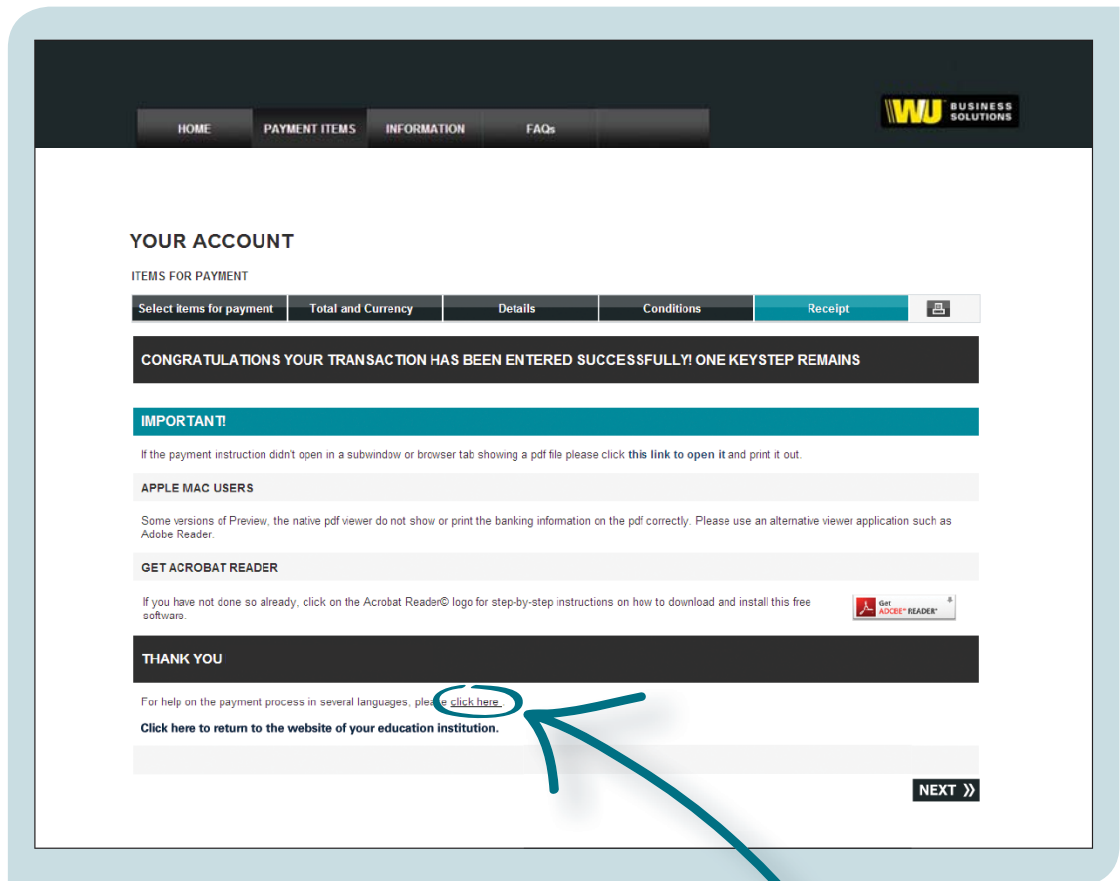 WU BUSINESS
SOLUTIONS
HOME PAYMENT ITEMS INFORMATION FAQs
YOUR ACCOUNT
ITEMS FOR PAYMENT
Select items for payment Total and Currency Details Conditions Receipt
CONGRATULATIONS YOUR TRANSACTION HAS BEEN ENTERED SUCCESSFULLY! ONE KEYSTEP REMAINS
IMPORTANT!
If the payment instruction didn't open in a subwindow or browser tab showing a pdf file please click this link to open it and print it out.
APPLE MAC USERS
Some versions of Preview, the native pdf viewer do not show or print the banking information on the pdf correctly. Please use an alternative viewer application such as
Adobe Reader.
GET ACROBAT READER
If you have not done so already, click on the Acrobat Reader© logo for step-by-step instructions on how to download and install this free
software.
Get
ADOBE® READER®
THANK YOU
For help on the payment process in several languages, please click here .
Click here to return to the website of your education institution.
NEXT »